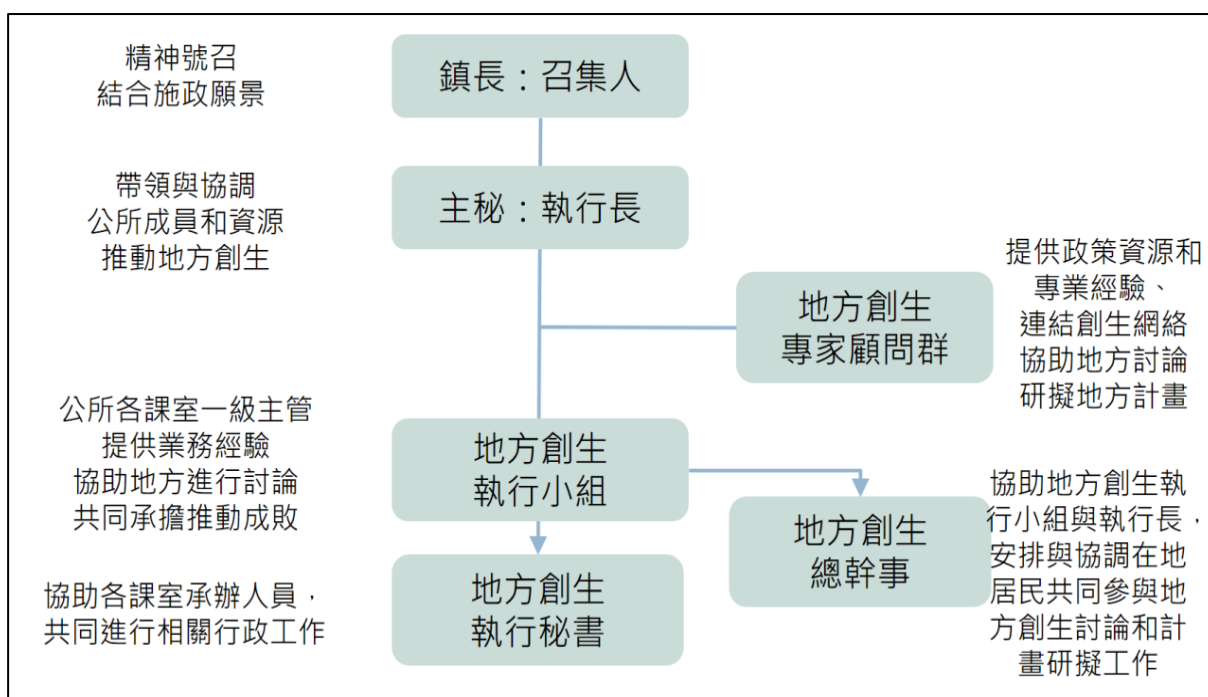 精神號召
結合施政願景
鎮長：召集人
帶領與協調
公所成員和資源
推動地方創生
主秘：執行長
地方創生
專家顧問群
提供政策資源和
專業經驗、
連結創生網絡
協助地方討論
研擬地方計畫
公所各課室一級主管
提供業務經驗
協助地方進行討論
共同承擔推動成敗
地方創生
執行小組
地方創生
總幹事
協助地方創生執
行小組與執行長，
安排與協調在地
居民共同參與地
方創生討論和計
畫研擬工作
協助各課室承辦人員，
共同進行相關行政工作
地方創生
執行秘書